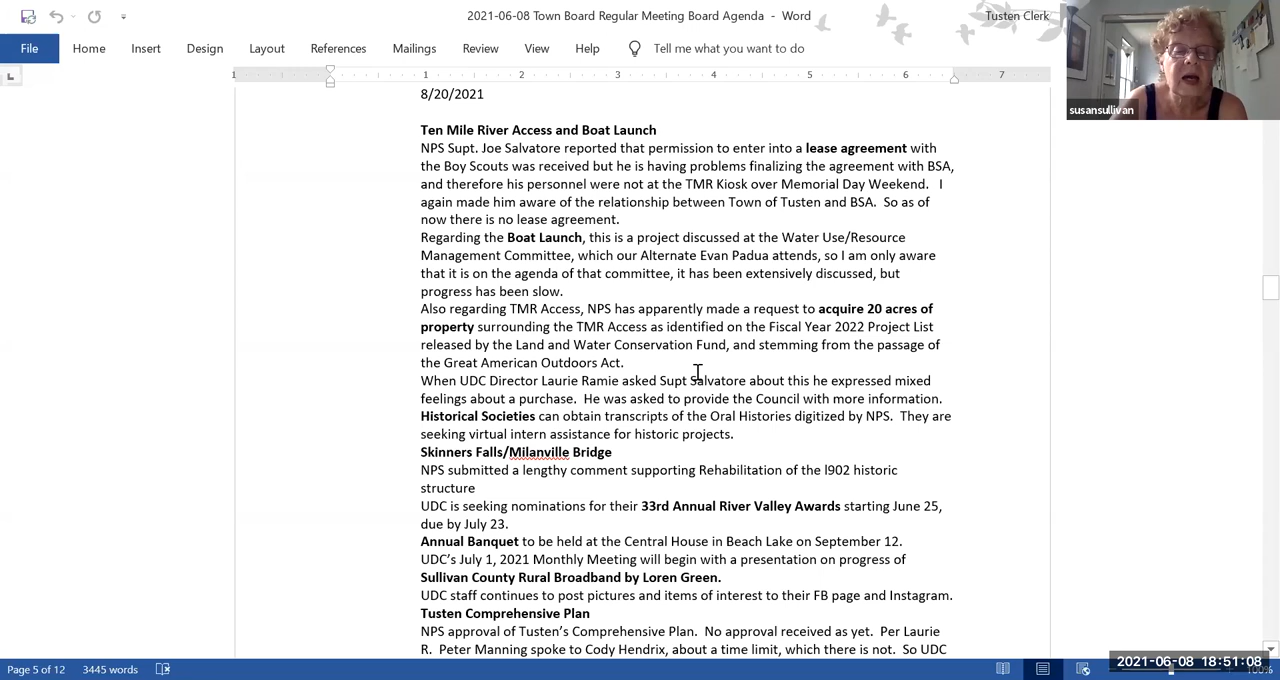 2021-06-08 Town Board Regular Meeting Board Agenda - Word
Tusten Clerk
File Home Insert Design Layout References Mailings Review View Help Tell me what you want to do
susansullivan
1 1 2 3 4 5 6 7
8/20/2021
Ten Mile River Access and Boat Launch
NPS Supt. Joe Salvatore reported that permission to enter into a lease agreement with
the Boy Scouts was received but he is having problems finalizing the agreement with BSA,
and therefore his personnel were not at the TMR Kiosk over Memorial Day Weekend. I
again made him aware of the relationship between Town of Tusten and BSA. So as of
now there is no lease agreement.
Regarding the Boat Launch, this is a project discussed at the Water Use/Resource
Management Committee, which our Alternate Evan Padua attends, so I am only aware
that it is on the agenda of that committee, it has been extensively discussed, but
progress has been slow.
Also regarding TMR Access, NPS has apparently made a request to acquire 20 acres of
property surrounding the TMR Access as identified on the Fiscal Year 2022 Project List
released by the Land and Water Conservation Fund, and stemming from the passage of
the Great American Outdoors Act.
When UDC Director Laurie Ramie asked Supt Salvatore about this he expressed mixed
feelings about a purchase. He was asked to provide the Council with more information.
Historical Societies can obtain transcripts of the Oral Histories digitized by NPS. They are
seeking virtual intern assistance for historic projects.
Skinners Falls/Milanville Bridge
NPS submitted a lengthy comment supporting Rehabilitation of the l902 historic
structure
UDC is seeking nominations for their 33rd Annual River Valley Awards starting June 25,
due by July 23.
Annual Banquet to be held at the Central House in Beach Lake on September 12.
UDC's July 1, 2021 Monthly Meeting will begin with a presentation on progress of
Sullivan County Rural Broadband by Loren Green.
UDC staff continues to post pictures and items of interest to their FB page and Instagram.
Tusten Comprehensive Plan
NPS approval of Tusten's Comprehensive Plan. No approval received as yet. Per Laurie
R. Peter Manning spoke to Cody Hendrix, about a time limit, which there is not. So UDC
Page 5 of 12 3445 words
2021-06-08 18:51:08